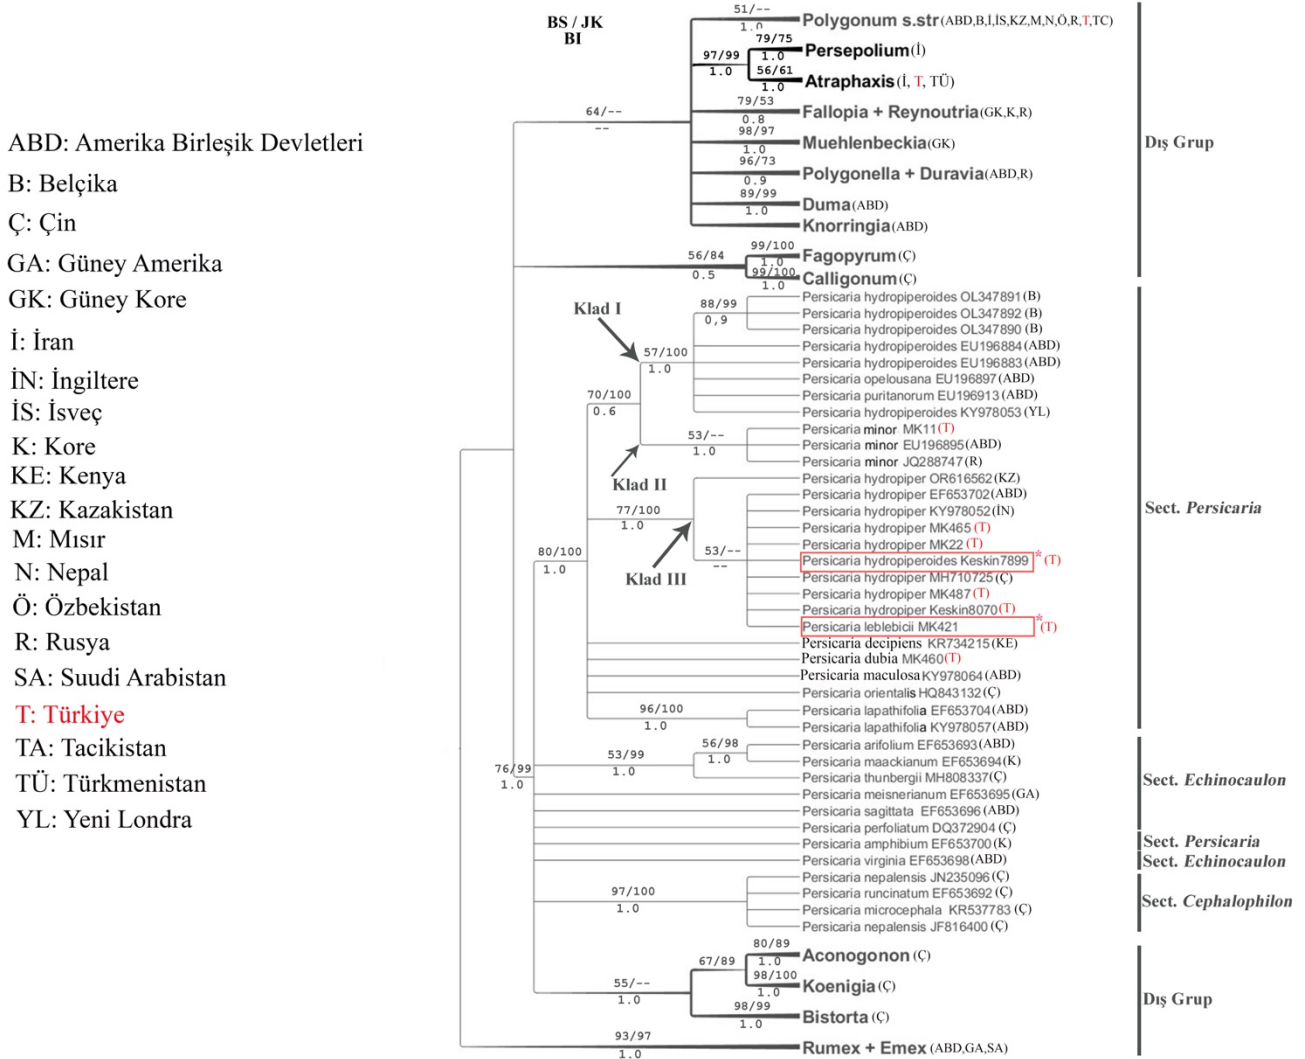 BS / JK
BI
ABD: Amerika Birleşik Devletleri
B: Belçika
Ç: Çin
GA: Güney Amerika
GK: Güney Kore
İ: İran
İN: İngiltere
İS: İsveç
K: Kore
KE: Kenya
KZ: Kazakistan
M: Mısır
N: Nepal
Ö: Özbekistan
R: Rusya
SA: Suudi Arabistan
T: Türkiye
TA: Tacikistan
TÜ: Türkmenistan
YL: Yeni Londra
51/--
1.0
Polygonum s.str (ABD,B,İ,İS,KZ,M,N,Ö,R,T,TC)
97/99
1.0
79/75
1.0
Persepolium (İ)
56/61
1.0
Atraphaxis (İ, T, TÜ)
64/--
--
79/53
0.8
Fallopia + Reynoutria (GK,K,R)
98/97
1.0
Muehlenbeckia (GK)
96/73
0.9
Polygonella + Duravia (ABD,R)
89/99
1.0
Duma (ABD)
Knorringia (ABD)
Dış Grup
56/84
0.5
99/100
1.0
Fagopyrum (Ç)
99/100
1.0
Calligonum (Ç)
Klad I
88/99
0,9
Persicaria hydropiperoides OL347891 (B)
Persicaria hydropiperoides OL347892 (B)
Persicaria hydropiperoides OL347890 (B)
57/100
1.0
Persicaria hydropiperoides EU196884 (ABD)
Persicaria hydropiperoides EU196883 (ABD)
Persicaria opelousana EU196897 (ABD)
Persicaria puritanorum EU196913 (ABD)
Persicaria hydropiperoides KY978053 (YL)
70/100
0.6
53/--
1.0
Persicaria minor MK11 (T)
Persicaria minor EU196895 (ABD)
Persicaria minor JQ288747 (R)
Klad II
77/100
1.0
Persicaria hydropiper OR616562 (KZ)
Persicaria hydropiper EF653702 (ABD)
Persicaria hydropiper KY978052 (İN)
Persicaria hydropiper MK465 (T)
Persicaria hydropiper MK22 (T)
53/--
--
Persicaria hydropiperoides Keskin7899 * (T)
Persicaria hydropiper MH710725 (Ç)
Persicaria hydropiper MK487 (T)
Persicaria hydropiper Keskin8070 (T)
Persicaria leblebicii MK421 * (T)
Klad III
80/100
1.0
Persicaria decipiens KR734215 (KE)
Persicaria dubia MK460 (T)
Persicaria maculosa KY978064 (ABD)
Persicaria orientalis HQ843132 (Ç)
96/100
1.0
Persicaria lapathifolia EF653704 (ABD)
Persicaria lapathifolia KY978057 (ABD)
Sect. Persicaria
76/99
1.0
53/99
1.0
56/98
1.0
Persicaria arifolium EF653693 (ABD)
Persicaria maackianum EF653694 (K)
Persicaria thunbergii MH808337 (Ç)
Persicaria meisnerianum EF653695 (GA)
Persicaria sagittata EF653696 (ABD)
Persicaria perfoliatum DQ372904 (Ç)
Sect. Echinocaulon
Persicaria amphibium EF653700 (K)
Sect. Persicaria
Persicaria virginia EF653698 (ABD)
Sect. Echinocaulon
97/100
1.0
Persicaria nepalensis JN235096 (Ç)
Persicaria runcinatum EF653692 (Ç)
Persicaria microcephala KR537783 (Ç)
Persicaria nepalensis JF816400 (Ç)
Sect. Cephalophilon
55/--
1.0
67/89
80/89
1.0
Aconogonon (Ç)
98/100
1.0
Koenigia (Ç)
98/99
1.0
Bistorta (Ç)
Dış Grup
93/97
1.0
Rumex + Emex (ABD,GA,SA)